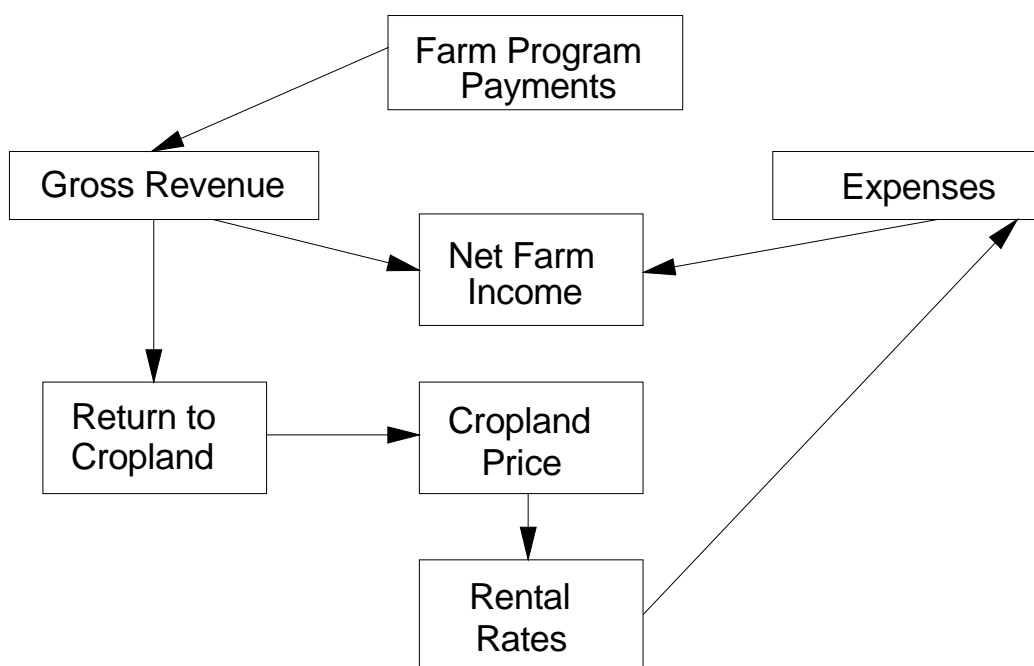 Farm Program
Payments
Gross Revenue
Expenses
Net Farm
Income
Return to
Cropland
Cropland
Price
Rental
Rates